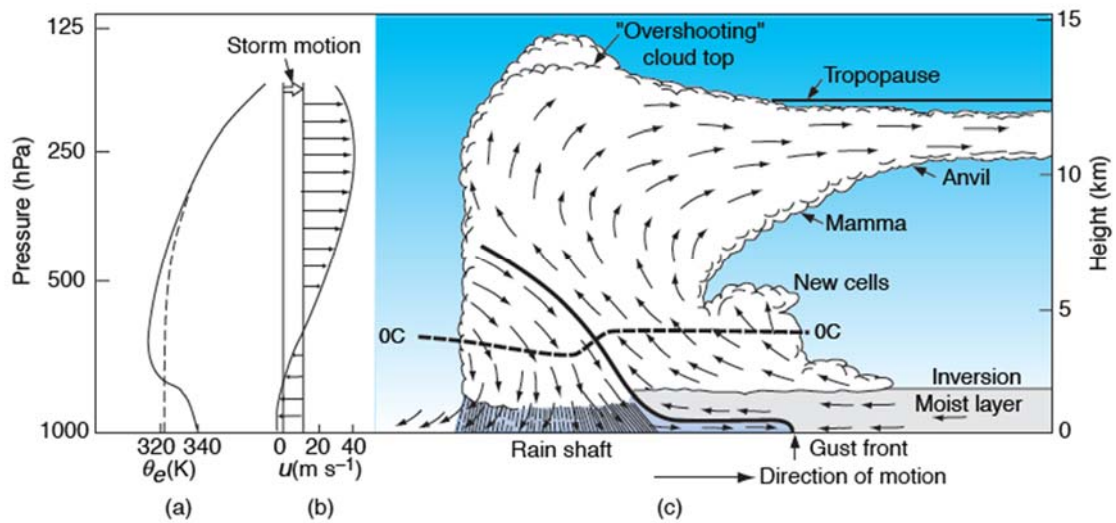 125
250
500
1000
Pressure (hPa)
320 340
θe(K)
(a)
Storm motion
0 20 40
u(m s–1)
(b)
"Overshooting"
cloud top
Tropopause
Anvil
Mamma
New cells
0C
0C
Inversion
Moist layer
Rain shaft
Gust front
Direction of motion
(c)
15
10
5
0
Height (km)